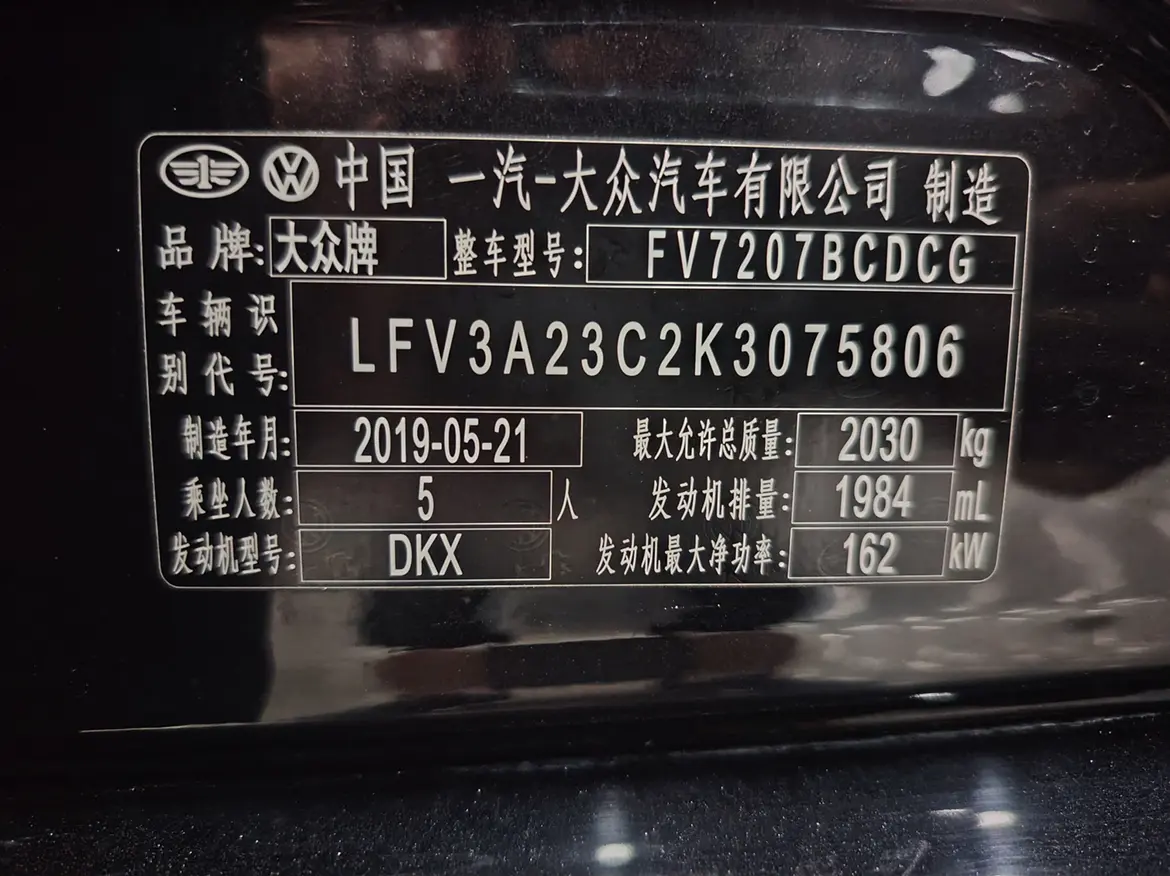 中国 一汽-大众汽车有限公司 制造
品牌: 大众牌 整车型号: FV7207BCDCG
车辆识别代号: LFV3A23C2K3075806
制造年月: 2019-05-21 最大允许总质量: 2030 kg
乘坐人数: 5 人 发动机排量: 1984 mL
发动机型号: DKX 发动机最大净功率: 162 kW